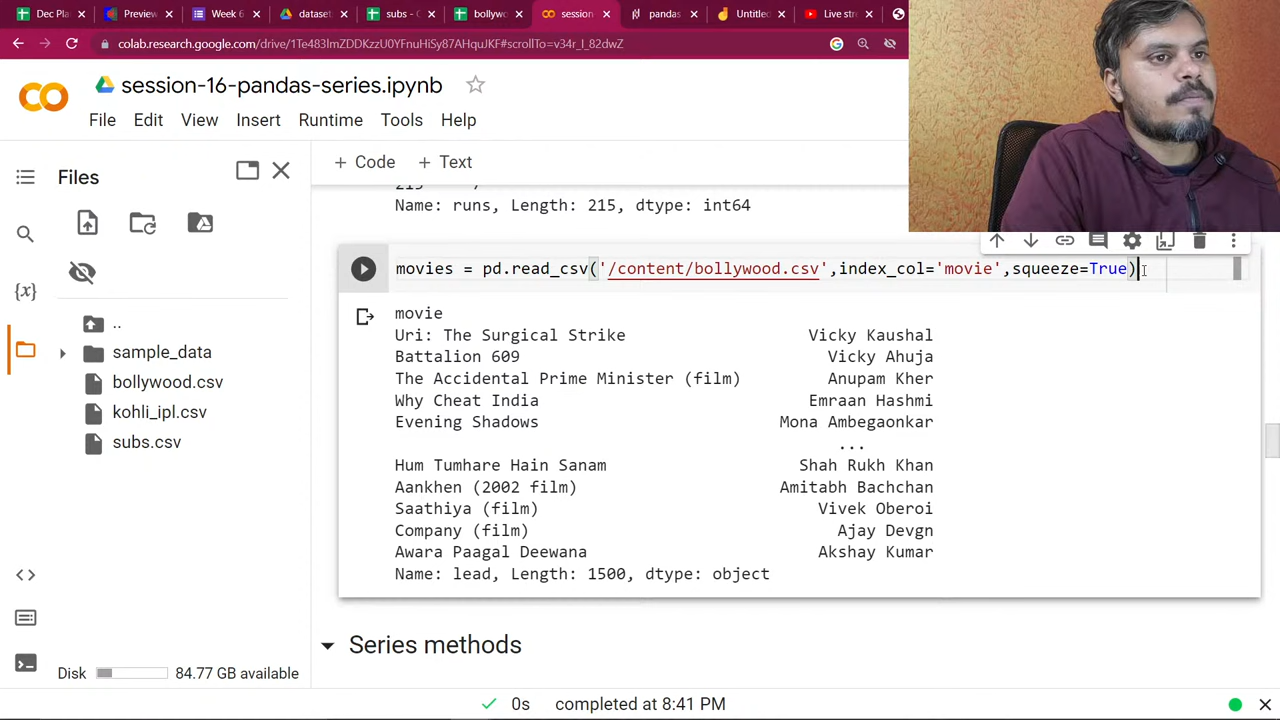 Dec Plan
Preview
Week 6
dataset
subs - G
bollywo
session
pandas
Untitled
Live stre
colab.research.google.com/drive/1Te483lmZDDKzzU0YFnuHiSy87AHquJKF#scrollTo=v34r_I_82dwZ
session-16-pandas-series.ipynb
File Edit View Insert Runtime Tools Help
Files
+ Code + Text
Name: runs, Length: 215, dtype: int64
movies = pd.read_csv('/content/bollywood.csv',index_col='movie',squeeze=True)
..
sample_data
bollywood.csv
kohli_ipl.csv
subs.csv
movie
Uri: The Surgical Strike Vicky Kaushal
Battalion 609 Vicky Ahuja
The Accidental Prime Minister (film) Anupam Kher
Why Cheat India Emraan Hashmi
Evening Shadows Mona Ambegaonkar
...
Hum Tumhare Hain Sanam Shah Rukh Khan
Aankhen (2002 film) Amitabh Bachchan
Saathiya (film) Vivek Oberoi
Company (film) Ajay Devgn
Awara Paagal Deewana Akshay Kumar
Name: lead, Length: 1500, dtype: object
Series methods
Disk 84.77 GB available
0s completed at 8:41 PM